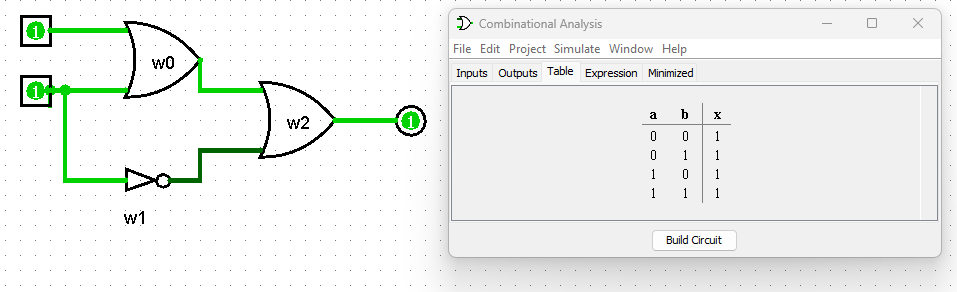 1
w0
1
w2
1
w1
Combinational Analysis
File Edit Project Simulate Window Help
Inputs Outputs Table Expression Minimized
a b x
0 0 1
0 1 1
1 0 1
1 1 1
Build Circuit